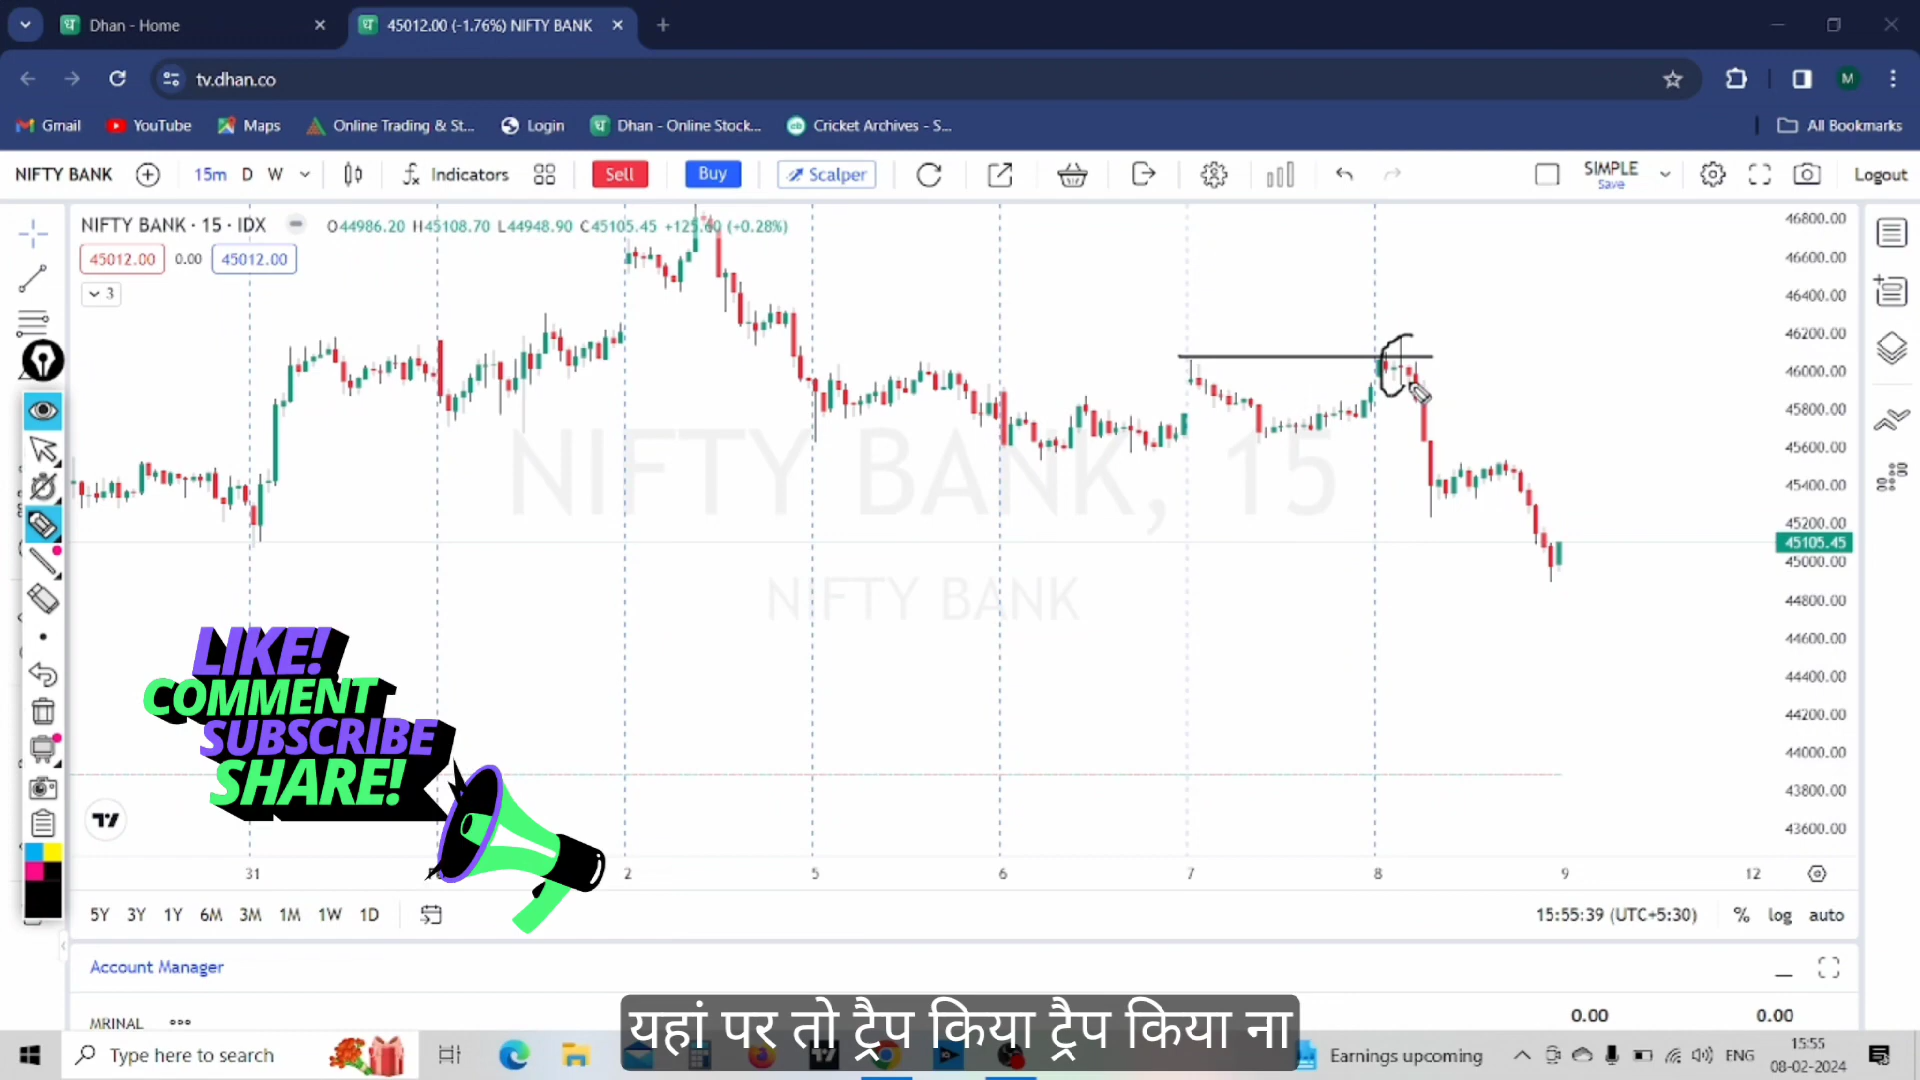 Dhan - Home
45012.00 (-1.76%) NIFTY BANK
tv.dhan.co
M
Gmail
YouTube
Maps
Online Trading & St...
Login
Dhan - Online Stock...
Cricket Archives - S...
All Bookmarks
NIFTY BANK
15m
D
W
Indicators
Sell
Buy
Scalper
SIMPLE
Save
Logout
NIFTY BANK · 15 · IDX
O44986.20 H45108.70 L44948.90 C45105.45 +125.60 (+0.28%)
45012.00
0.00
45012.00
3
46800.00
46600.00
46400.00
46200.00
46000.00
45800.00
45600.00
45400.00
45200.00
45105.45
45000.00
44800.00
44600.00
44400.00
44200.00
44000.00
43800.00
43600.00
NIFTY BANK, 15
NIFTY BANK
LIKE!
COMMENT
SUBSCRIBE
SHARE!
31
2
5
6
7
8
9
12
5Y
3Y
1Y
6M
3M
1M
1W
1D
15:55:39 (UTC+5:30)
%
log
auto
Account Manager
MRINAL
0.00
0.00
यहां पर तो ट्रैप किया ट्रैप किया ना
Type here to search
Earnings upcoming
ENG
15:55
08-02-2024